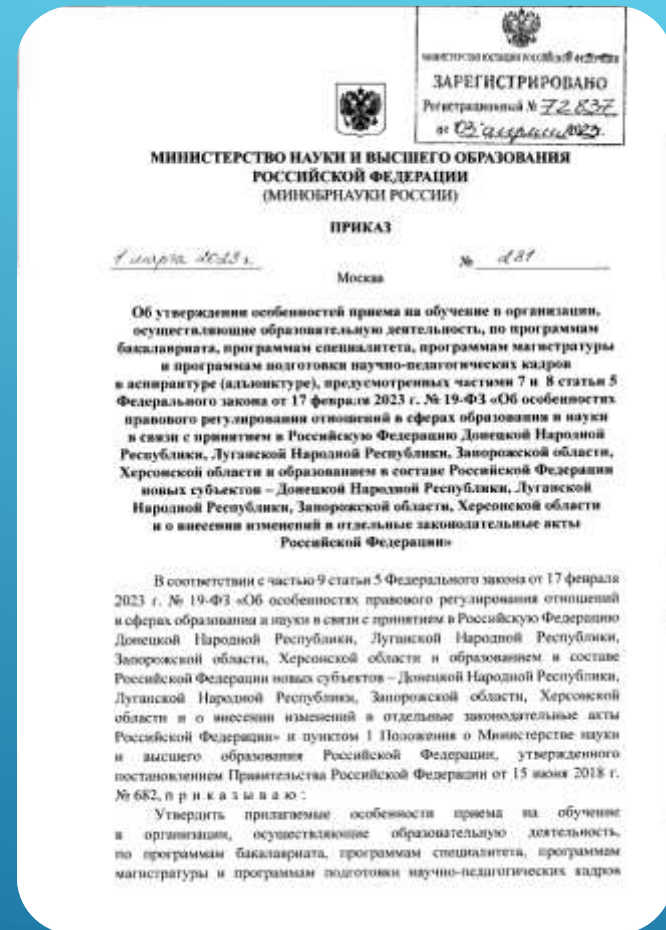 МИНИСТЕРСТВО ЮСТИЦИИ РОССИЙСКОЙ ФЕДЕРАЦИИ
ЗАРЕГИСТРИРОВАНО
Регистрационный № 72837
от 03 апреля 2023.
МИНИСТЕРСТВО НАУКИ И ВЫСШЕГО ОБРАЗОВАНИЯ
РОССИЙСКОЙ ФЕДЕРАЦИИ
(МИНОБРНАУКИ РОССИИ)
ПРИКАЗ
1 марта 2023 г. № 231
Москва
Об утверждении особенностей приема на обучение в организации,
осуществляющие образовательную деятельность, по программам
бакалавриата, программам специалитета, программам магистратуры
и программам подготовки научно-педагогических кадров
в аспирантуре (адъюнктуре), предусмотренных частями 7 и 8 статьи 5
Федерального закона от 17 февраля 2023 г. № 19-ФЗ «Об особенностях
правового регулирования отношений в сферах образования и науки
в связи с принятием в Российскую Федерацию Донецкой Народной
Республики, Луганской Народной Республики, Запорожской области,
Херсонской области и образованием в составе Российской Федерации
новых субъектов – Донецкой Народной Республики, Луганской
Народной Республики, Запорожской области, Херсонской области
и о внесении изменений в отдельные законодательные акты
Российской Федерации»
В соответствии с частью 9 статьи 5 Федерального закона от 17 февраля
2023 г. № 19-ФЗ «Об особенностях правового регулирования отношений
в сферах образования и науки в связи с принятием в Российскую Федерацию
Донецкой Народной Республики, Луганской Народной Республики,
Запорожской области, Херсонской области и образованием в составе
Российской Федерации новых субъектов – Донецкой Народной Республики,
Луганской Народной Республики, Запорожской области, Херсонской
области и о внесении изменений в отдельные законодательные акты
Российской Федерации» и пунктом 1 Положения о Министерстве науки
и высшего образования Российской Федерации, утвержденного
постановлением Правительства Российской Федерации от 15 июня 2018 г.
№ 682, п р и к а з ы в а ю :
Утвердить прилагаемые особенности приема на обучение
в организации, осуществляющие образовательную деятельность,
по программам бакалавриата, программам специалитета, программам
магистратуры и программам подготовки научно-педагогических кадров